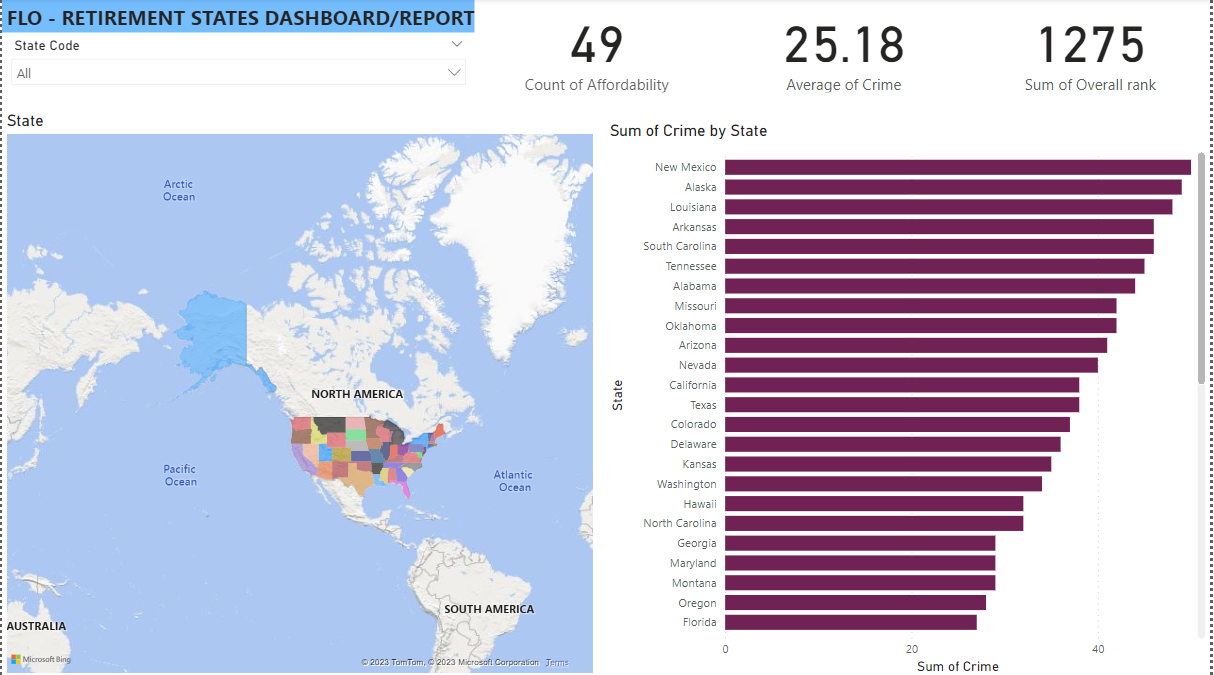 FLO - RETIREMENT STATES DASHBOARD/REPORT
State Code
All
49
Count of Affordability
25.18
Average of Crime
1275
Sum of Overall rank
State
Arctic
Ocean
NORTH AMERICA
Pacific
Ocean
Atlantic
Ocean
SOUTH AMERICA
AUSTRALIA
Microsoft Bing
© 2023 TomTom, © 2023 Microsoft Corporation Terms
Sum of Crime by State
State
New Mexico
Alaska
Louisiana
Arkansas
South Carolina
Tennessee
Alabama
Missouri
Oklahoma
Arizona
Nevada
California
Texas
Colorado
Delaware
Kansas
Washington
Hawaii
North Carolina
Georgia
Maryland
Montana
Oregon
Florida
0 20 40
Sum of Crime